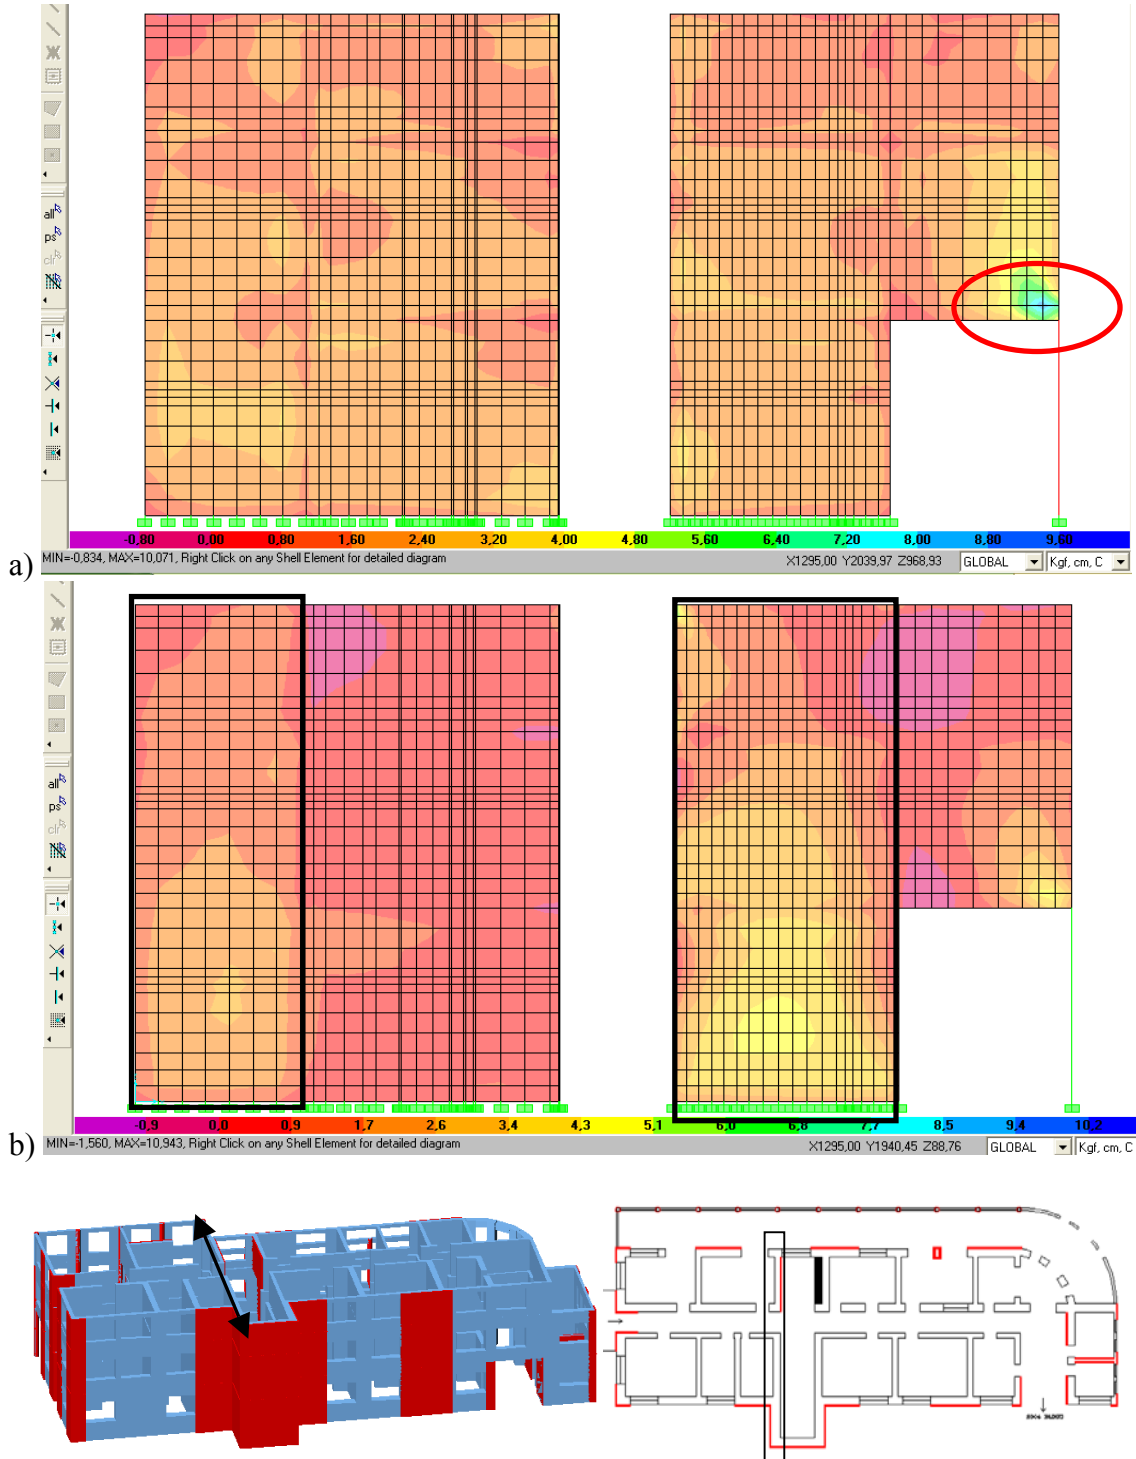 all
ps
clr
-0,80 0,00 0,80 1,60 2,40 3,20 4,00 4,80 5,60 6,40 7,20 8,00 8,80 9,60
a) MIN=-0,834, MAX=10,071, Right Click on any Shell Element for detailed diagram X1295,00 Y2039,97 Z968,93 GLOBAL Kgf, cm, C
all
ps
clr
-0,9 0,0 0,9 1,7 2,6 3,4 4,3 5,1 6,0 6,8 7,7 8,5 9,4 10,2
b) MIN=-1,560, MAX=10,943, Right Click on any Shell Element for detailed diagram X1295,00 Y1940,45 Z88,76 GLOBAL Kgf, cm, C